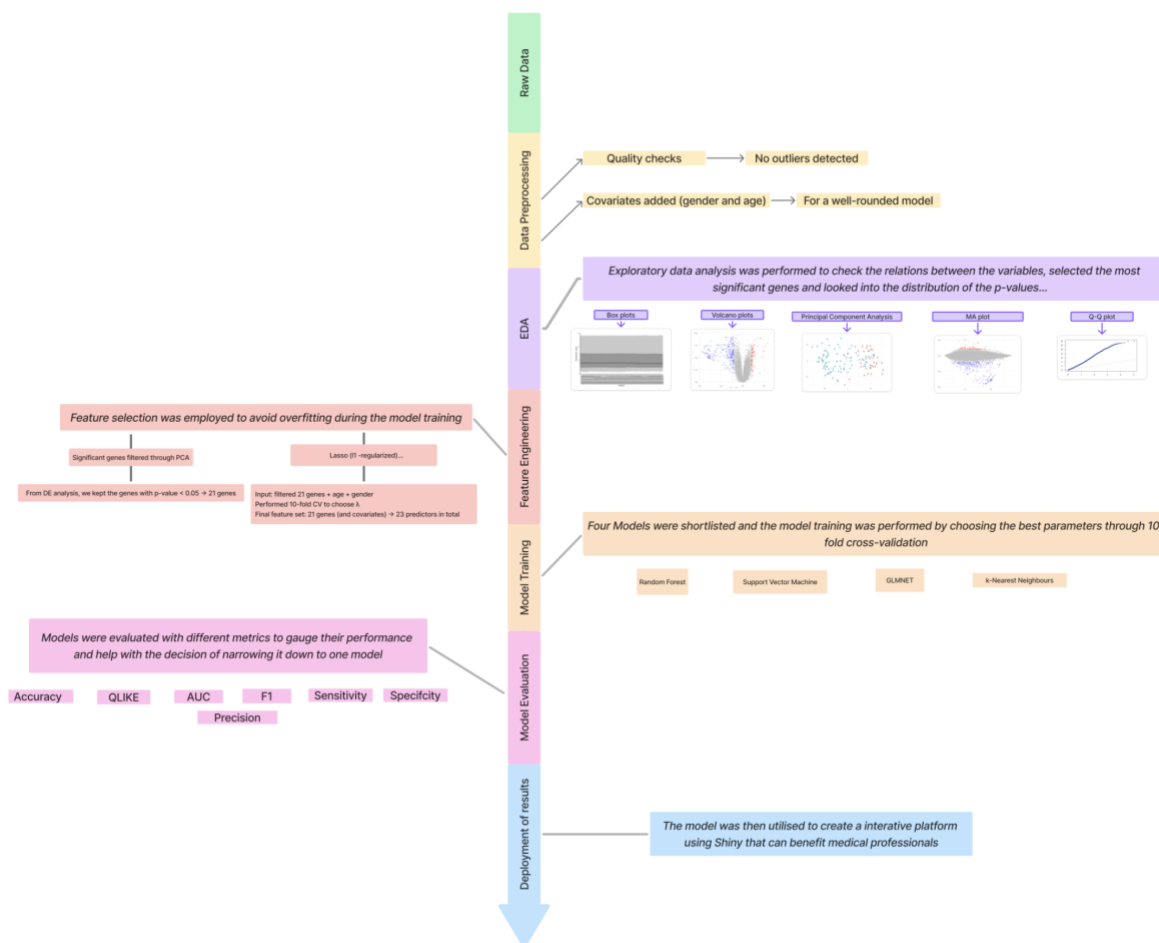 Raw Data
Data Preprocessing
Quality checks
No outliers detected
Covariates added (gender and age)
For a well-rounded model
EDA
Exploratory data analysis was performed to check the relations between the variables, selected the most
significant genes and looked into the distribution of the p-values...
Box plots
Volcano plots
Principal Component Analysis
MA plot
Q-Q plot
Feature Engineering
Feature selection was employed to avoid overfitting during the model training
Significant genes filtered through PCA
Lasso (l1 -regularized)...
From DE analysis, we kept the genes with p-value < 0.05 → 21 genes
Input: filtered 21 genes + age + gender
Performed 10-fold CV to choose λ
Final feature set: 21 genes (and covariates) → 23 predictors in total
Model Training
Four Models were shortlisted and the model training was performed by choosing the best parameters through 10
fold cross-validation
Random Forest
Support Vector Machine
GLMNET
k-Nearest Neighbours
Model Evaluation
Models were evaluated with different metrics to gauge their performance
and help with the decision of narrowing it down to one model
Accuracy
QLIKE
AUC
F1
Sensitivity
Specifcity
Precision
Deployment of results
The model was then utilised to create a interative platform
using Shiny that can benefit medical professionals